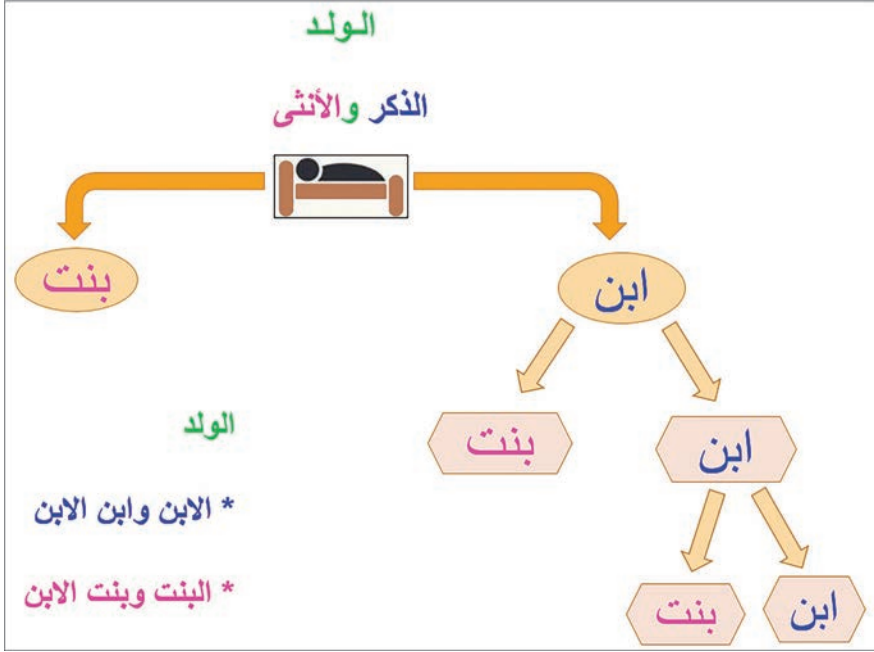 الـولـد
الذكر والأنثى
ابن
بنت
ابن
بنت
ابن
بنت
الولد
* الابن وابن الابن
* البنت وبنت الابن